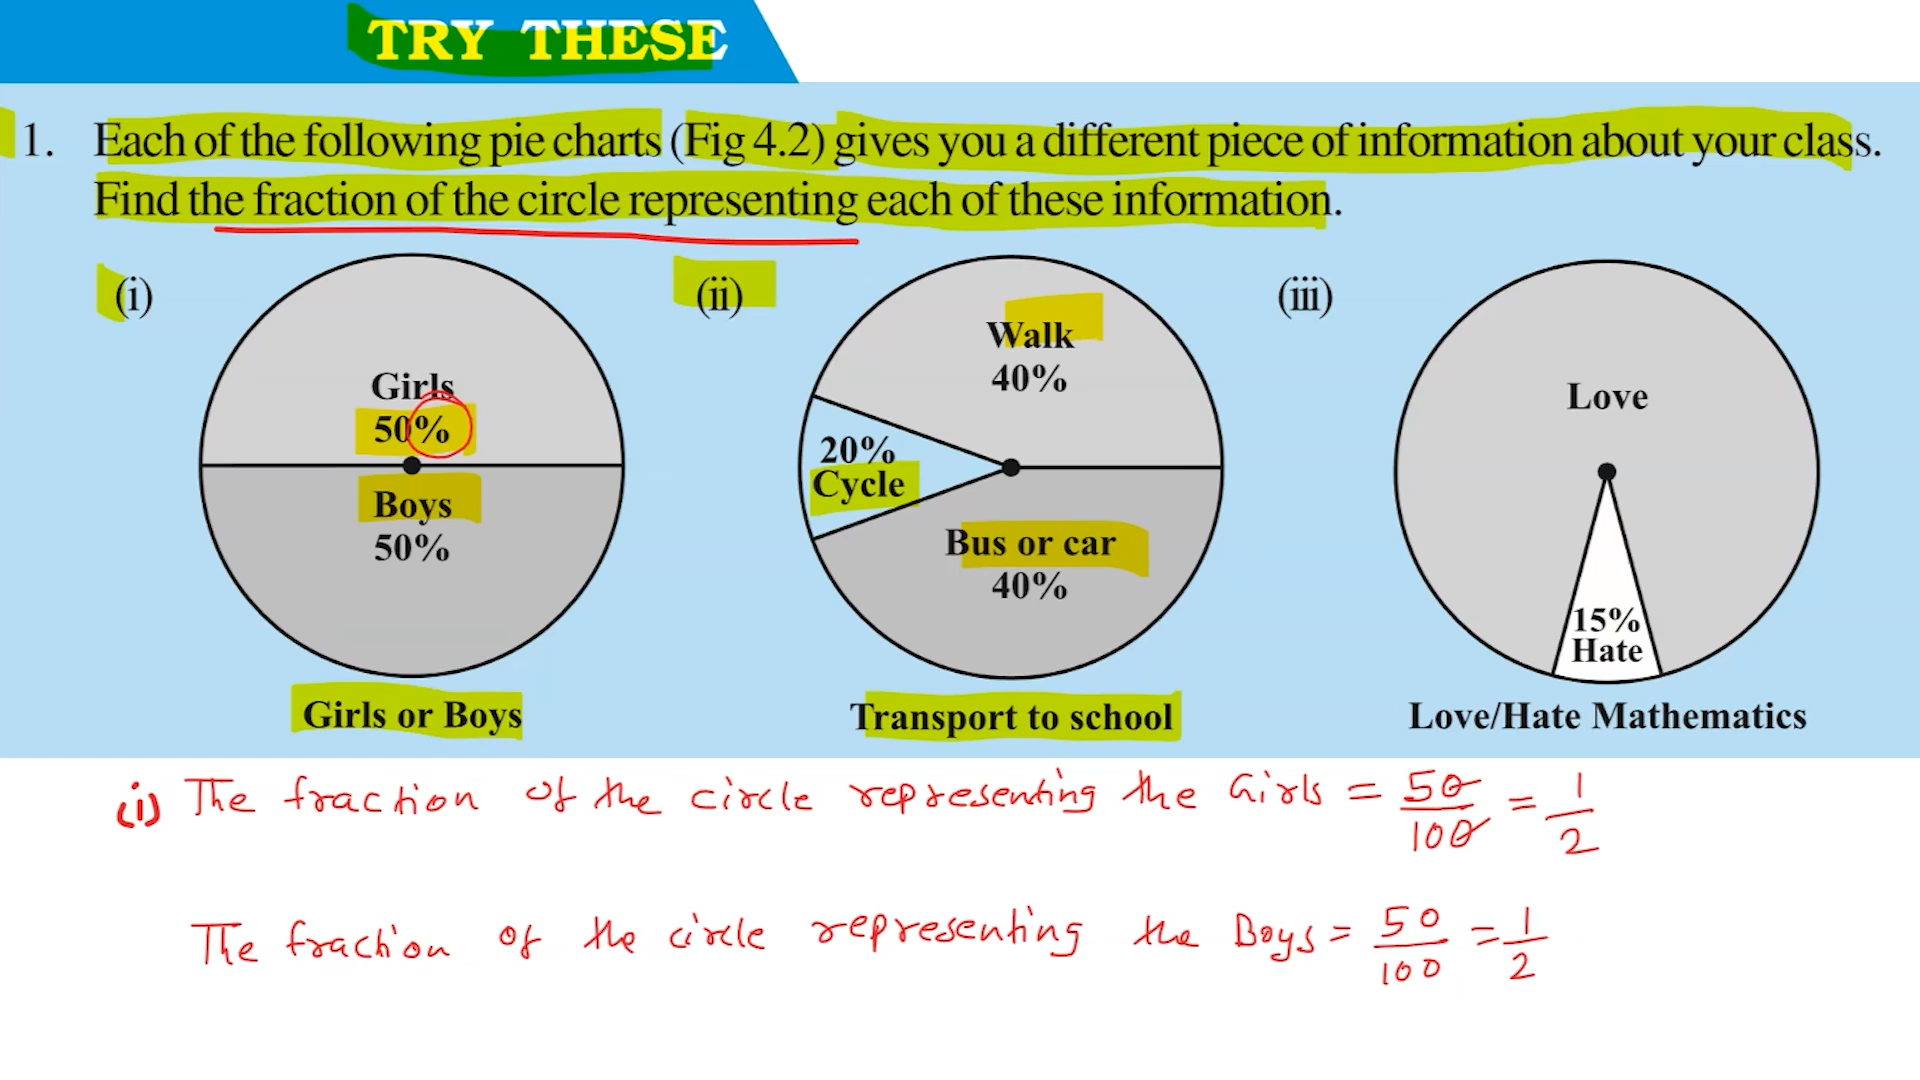 TRY THESE
1. Each of the following pie charts (Fig 4.2) gives you a different piece of information about your class.
Find the fraction of the circle representing each of these information.
(i)
Girls
50%
Boys
50%
Girls or Boys
(ii)
Walk
40%
20%
Cycle
Bus or car
40%
Transport to school
(iii)
Love
15%
Hate
Love/Hate Mathematics
(i) The fraction of the circle representing the Girls = 50/100 = 1/2
The fraction of the circle representing the Boys = 50/100 = 1/2